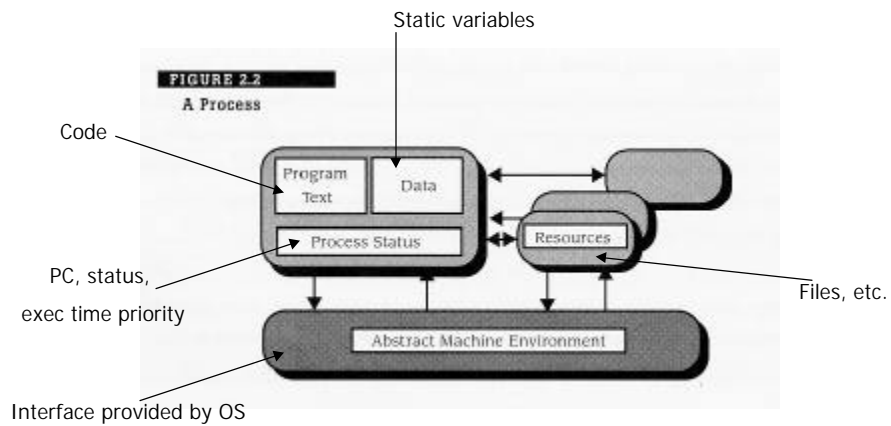 Static variables
FIGURE 2.2
A Process
Code
Program
Text
Data
Process Status
Resources
PC, status,
exec time priority
Files, etc.
Abstract Machine Environment
Interface provided by OS